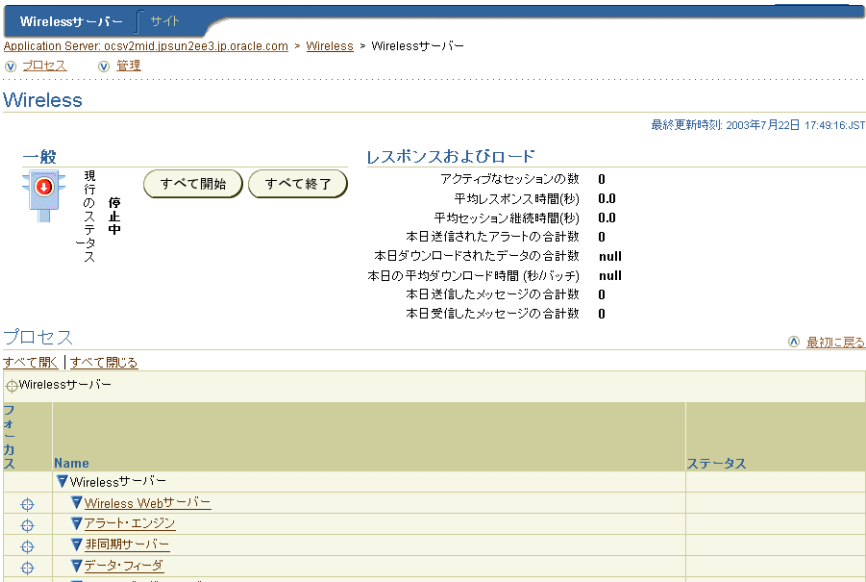 Wirelessサーバー サイト
Application Server: ocsv2mid.jpsun2ee3.jp.oracle.com > Wireless > Wirelessサーバー
プロセス 管理
Wireless
最終更新時刻: 2003年7月22日 17:49:16:JST
一般
現行のステータス
停止中
すべて開始 すべて終了
レスポンスおよびロード
アクティブなセッションの数 0
平均レスポンス時間(秒) 0.0
平均セッション継続時間(秒) 0.0
本日送信されたアラートの合計数 0
本日ダウンロードされたデータの合計数 null
本日の平均ダウンロード時間 (秒/バッチ) null
本日送信したメッセージの合計数 0
本日受信したメッセージの合計数 0
プロセス
最初に戻る
すべて開く | すべて閉じる
Wirelessサーバー
フォーカス Name ステータス
Wirelessサーバー
Wireless Webサーバー
アラート・エンジン
非同期サーバー
データ・フィーダ